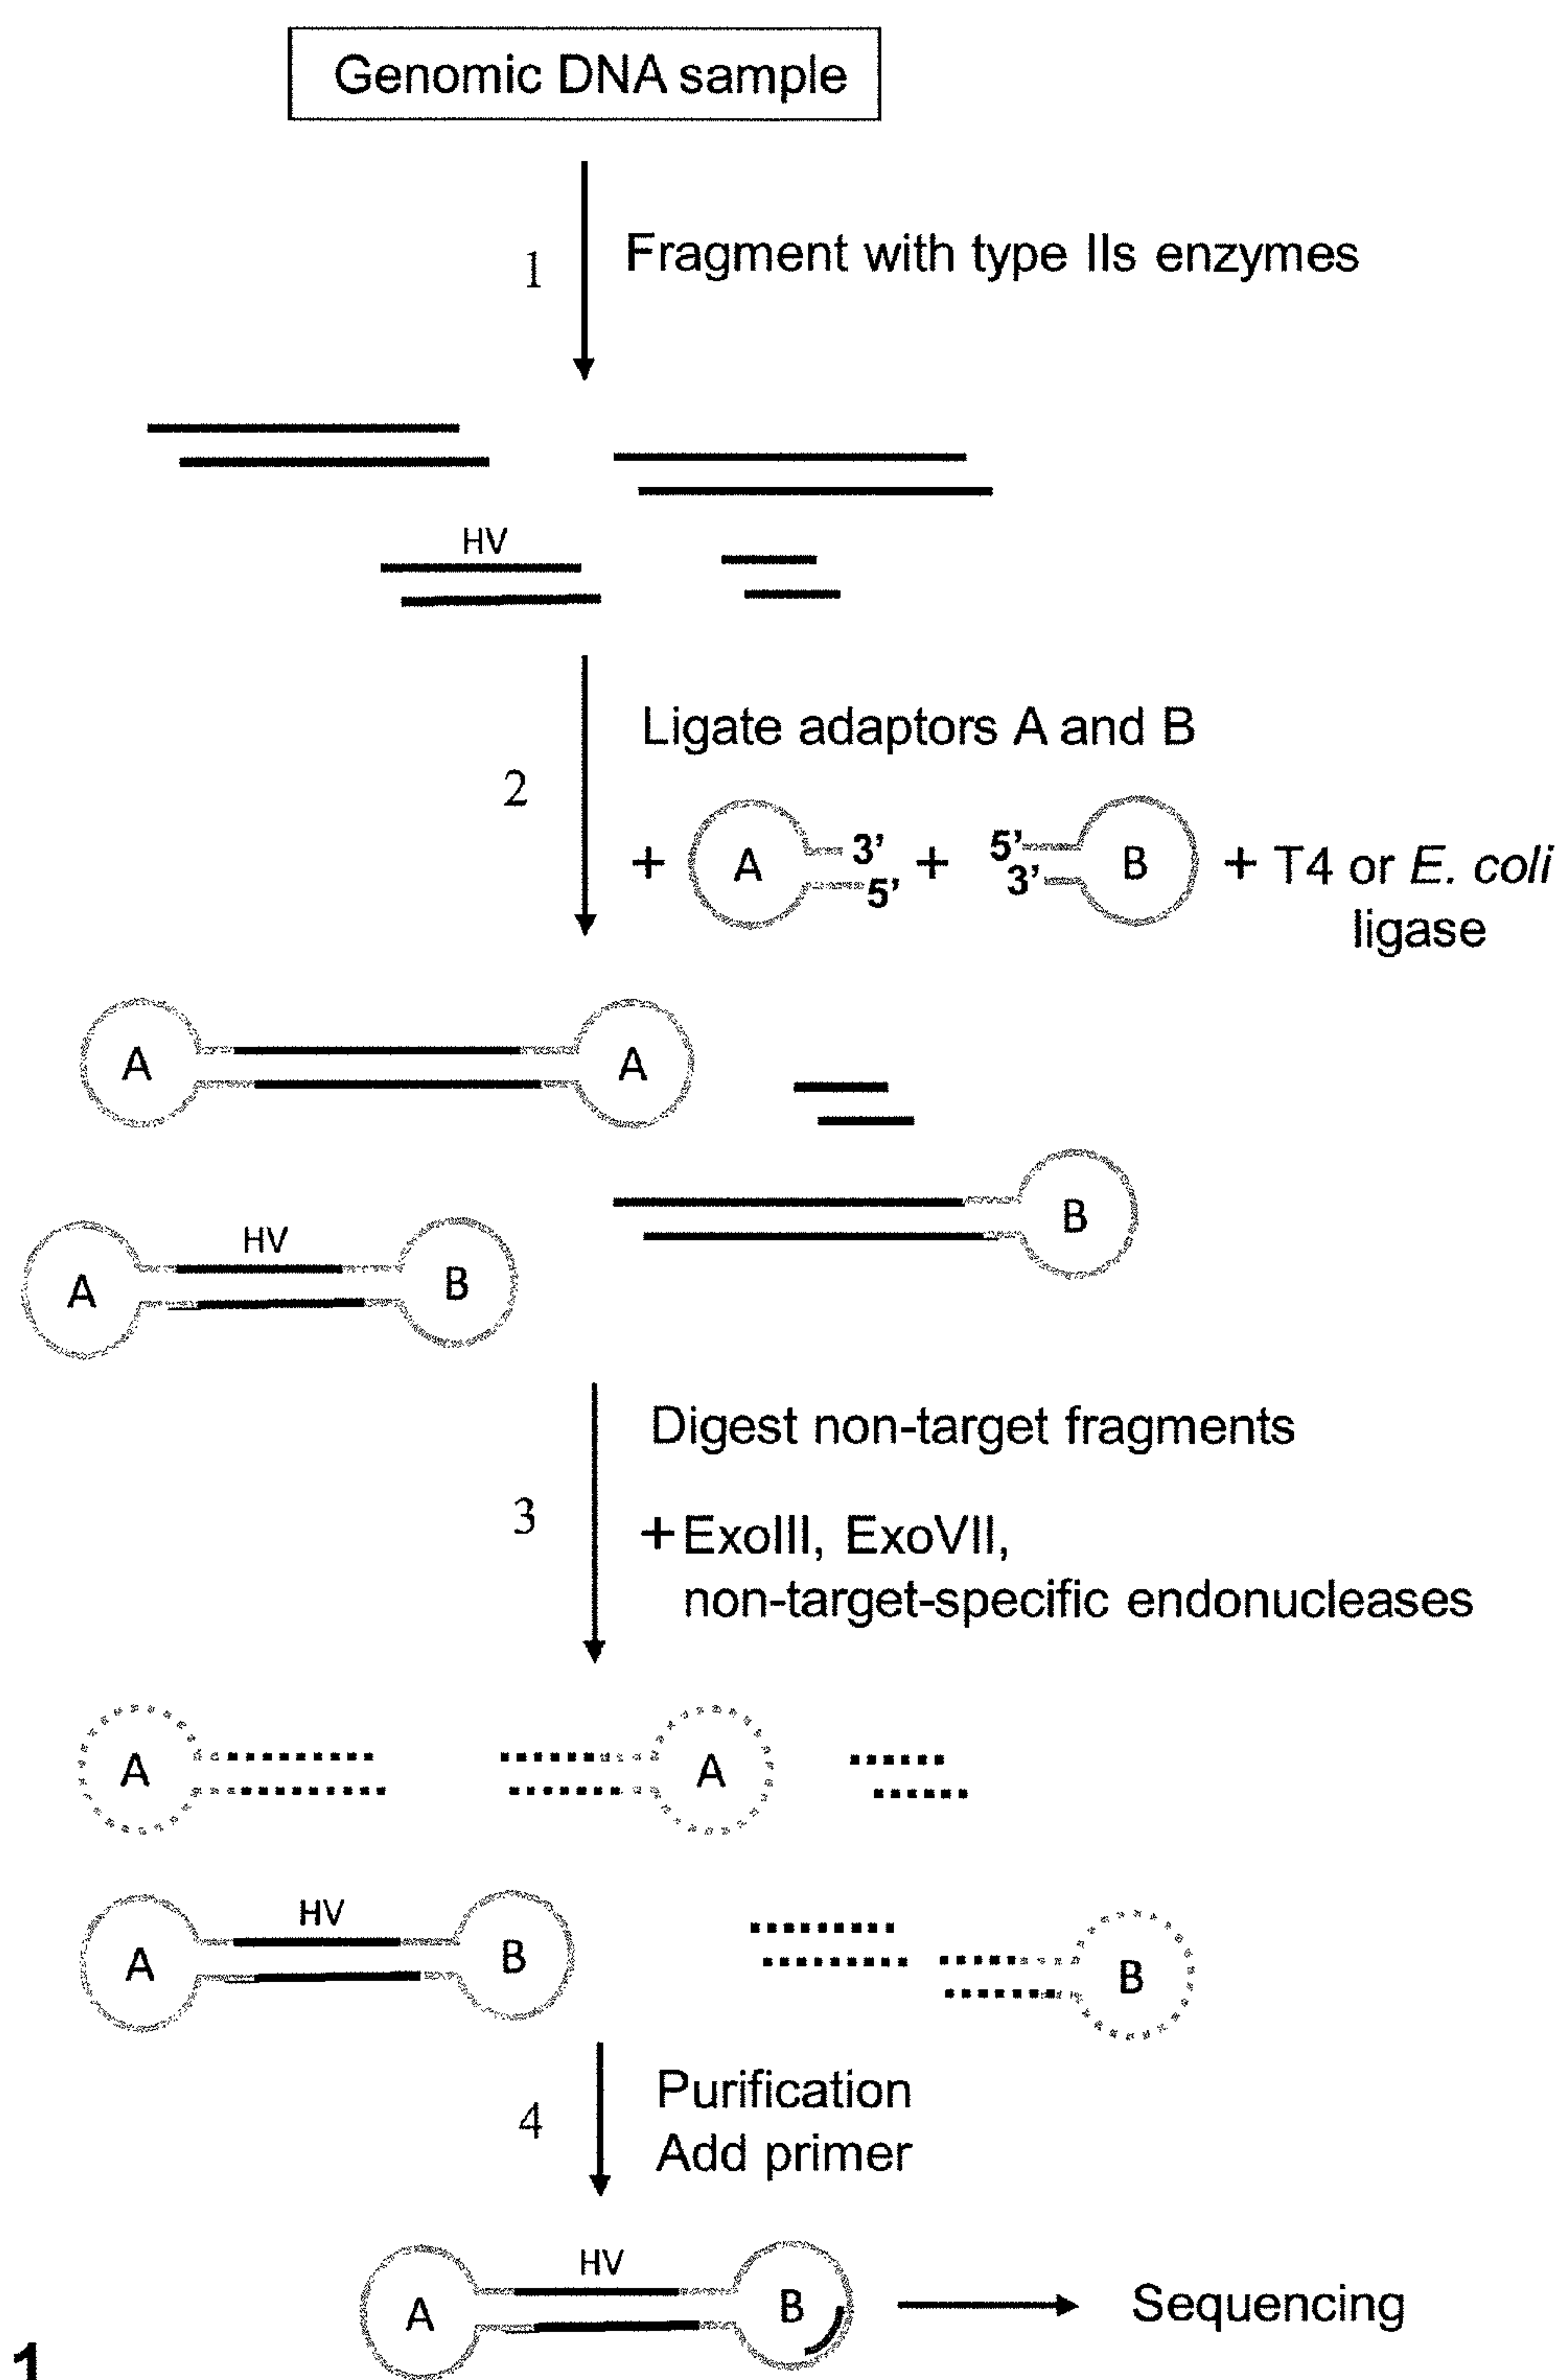 Genomic DNA sample
1
Fragment with type IIs enzymes
HV
Ligate adaptors A and B
2
+ A 3' 5' + 5' 3' B + T4 or E. coli
ligase
A A
B
HV
A B
Digest non-target fragments
3
+ ExoIII, ExoVII,
non-target-specific endonucleases
A A
HV
A B B
Purification
4
Add primer
HV
A B Sequencing
1